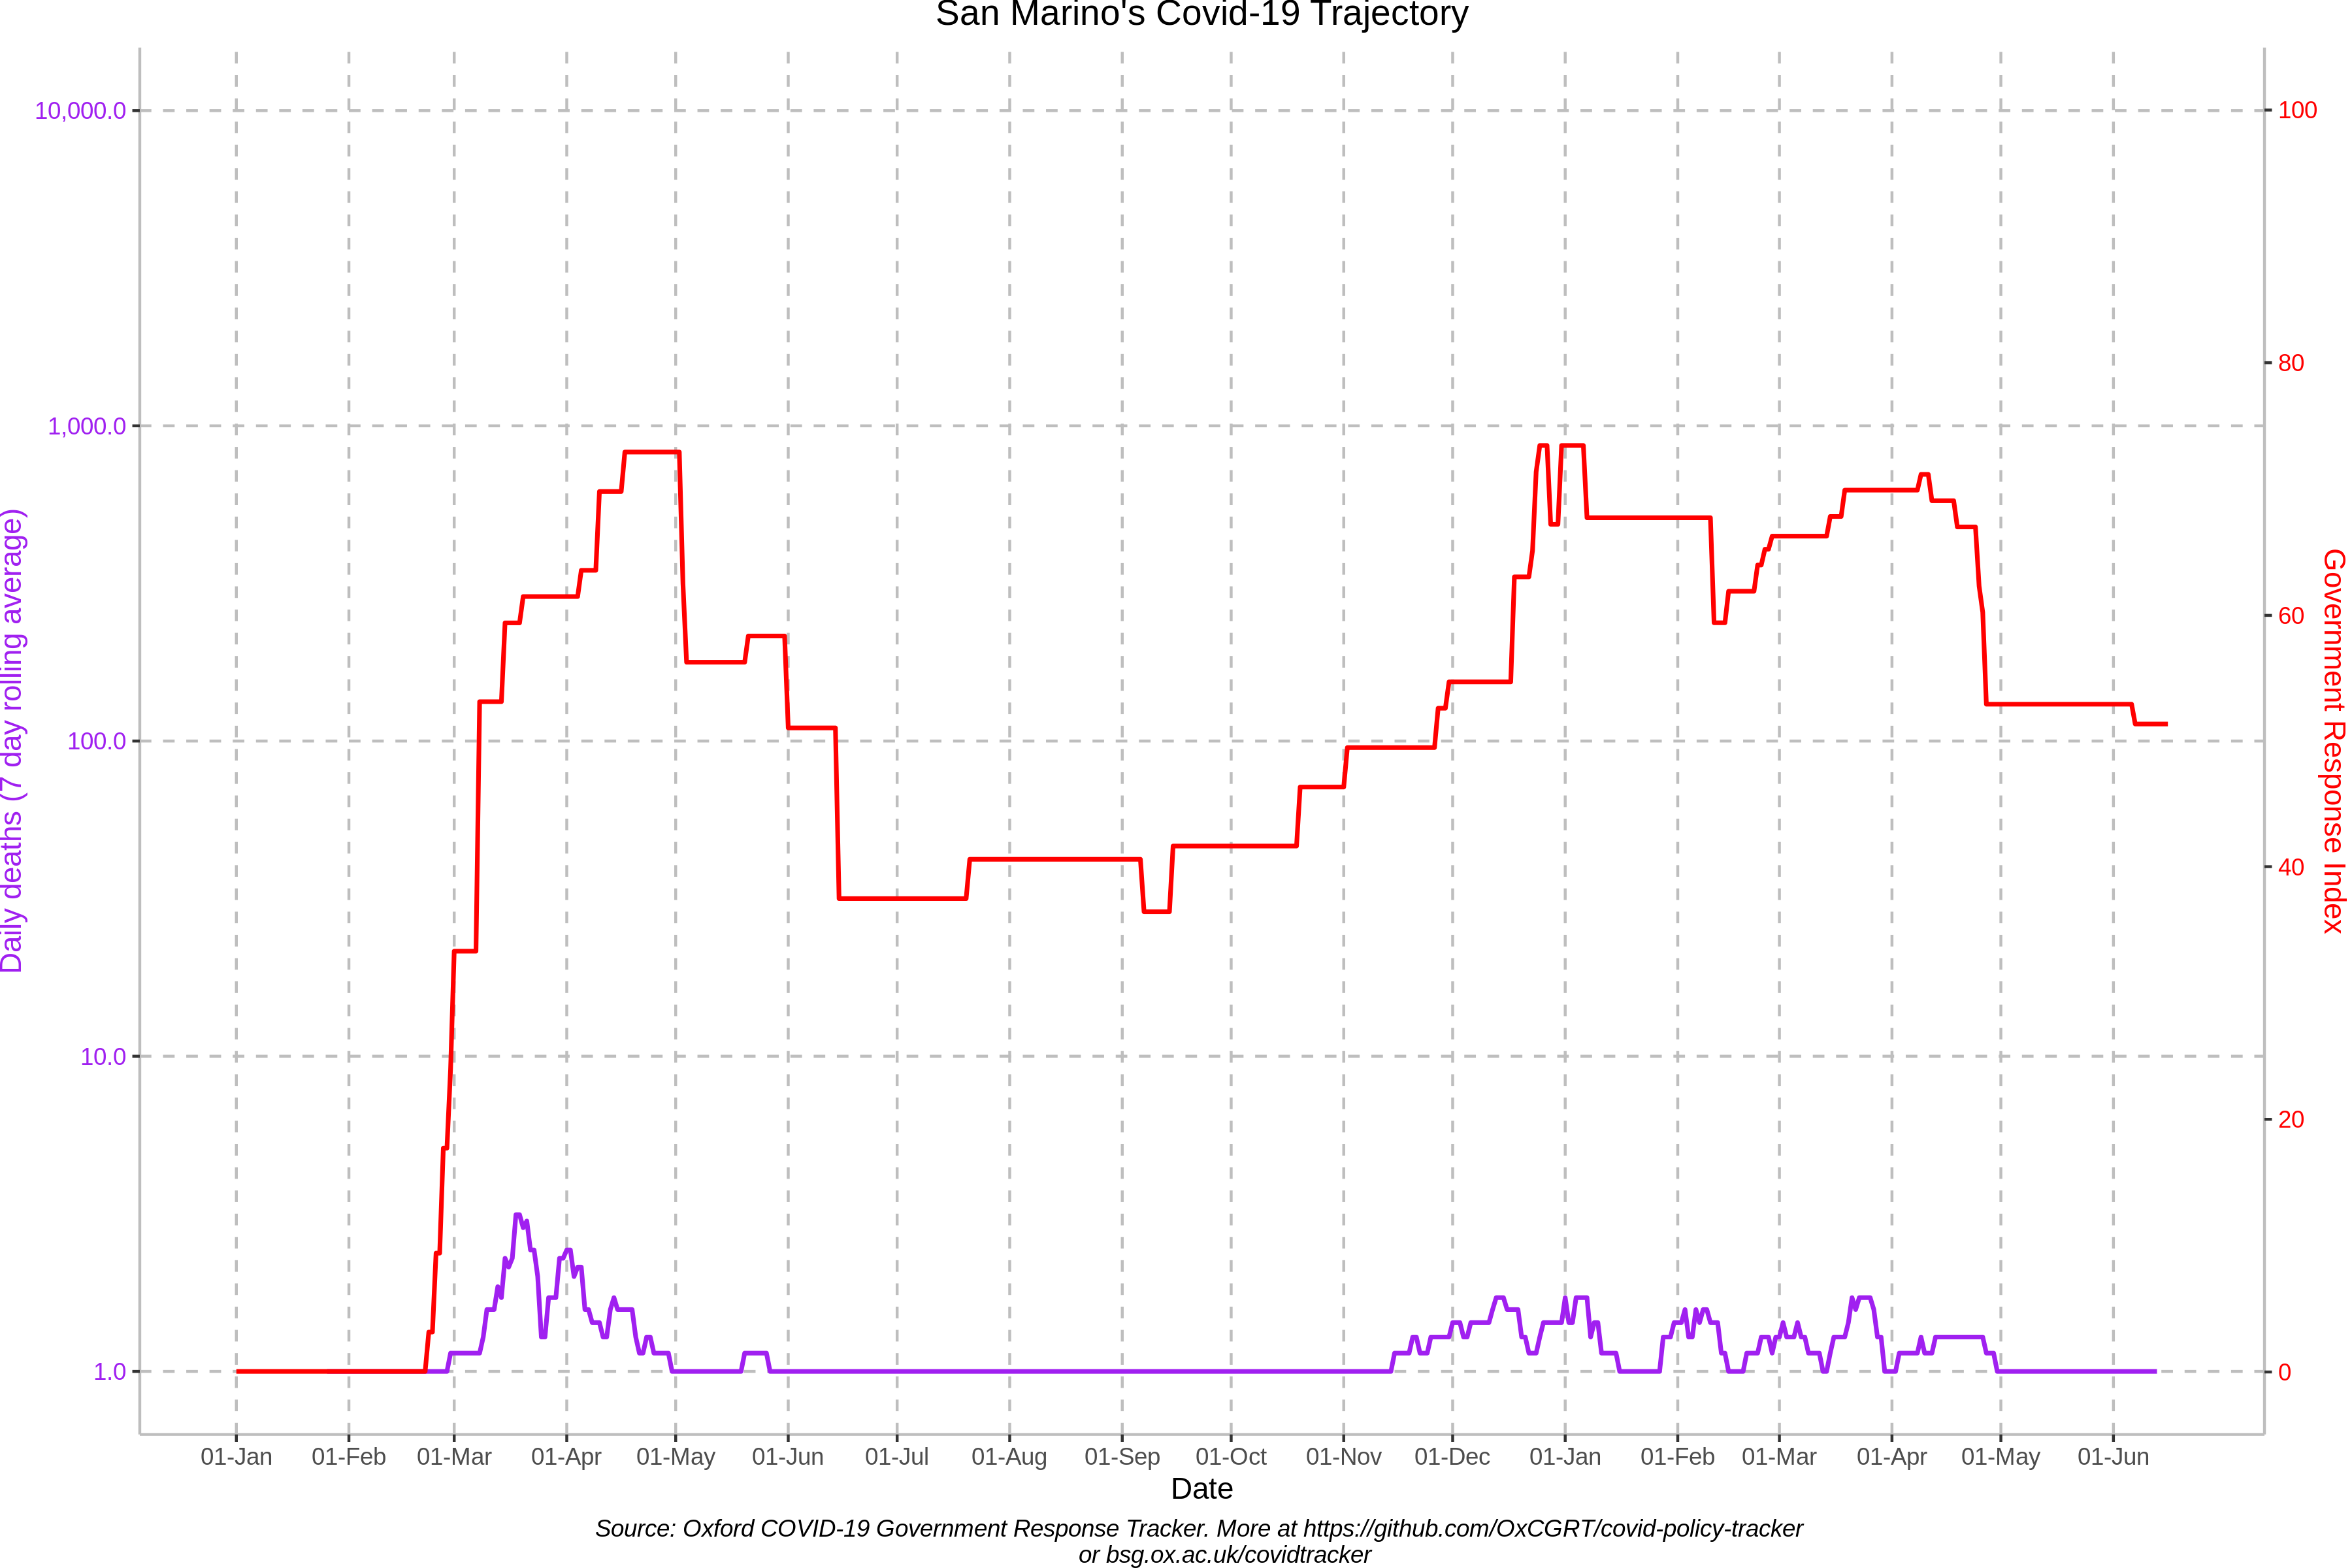 San Marino's Covid-19 Trajectory
10,000.0
1,000.0
100.0
10.0
1.0
Daily deaths (7 day rolling average)
100
80
60
40
20
0
Government Response Index
01-Jan 01-Feb 01-Mar 01-Apr 01-May 01-Jun 01-Jul 01-Aug 01-Sep 01-Oct 01-Nov 01-Dec 01-Jan 01-Feb 01-Mar 01-Apr 01-May 01-Jun
Date
Source: Oxford COVID-19 Government Response Tracker. More at https://github.com/OxCGRT/covid-policy-tracker
or bsg.ox.ac.uk/covidtracker